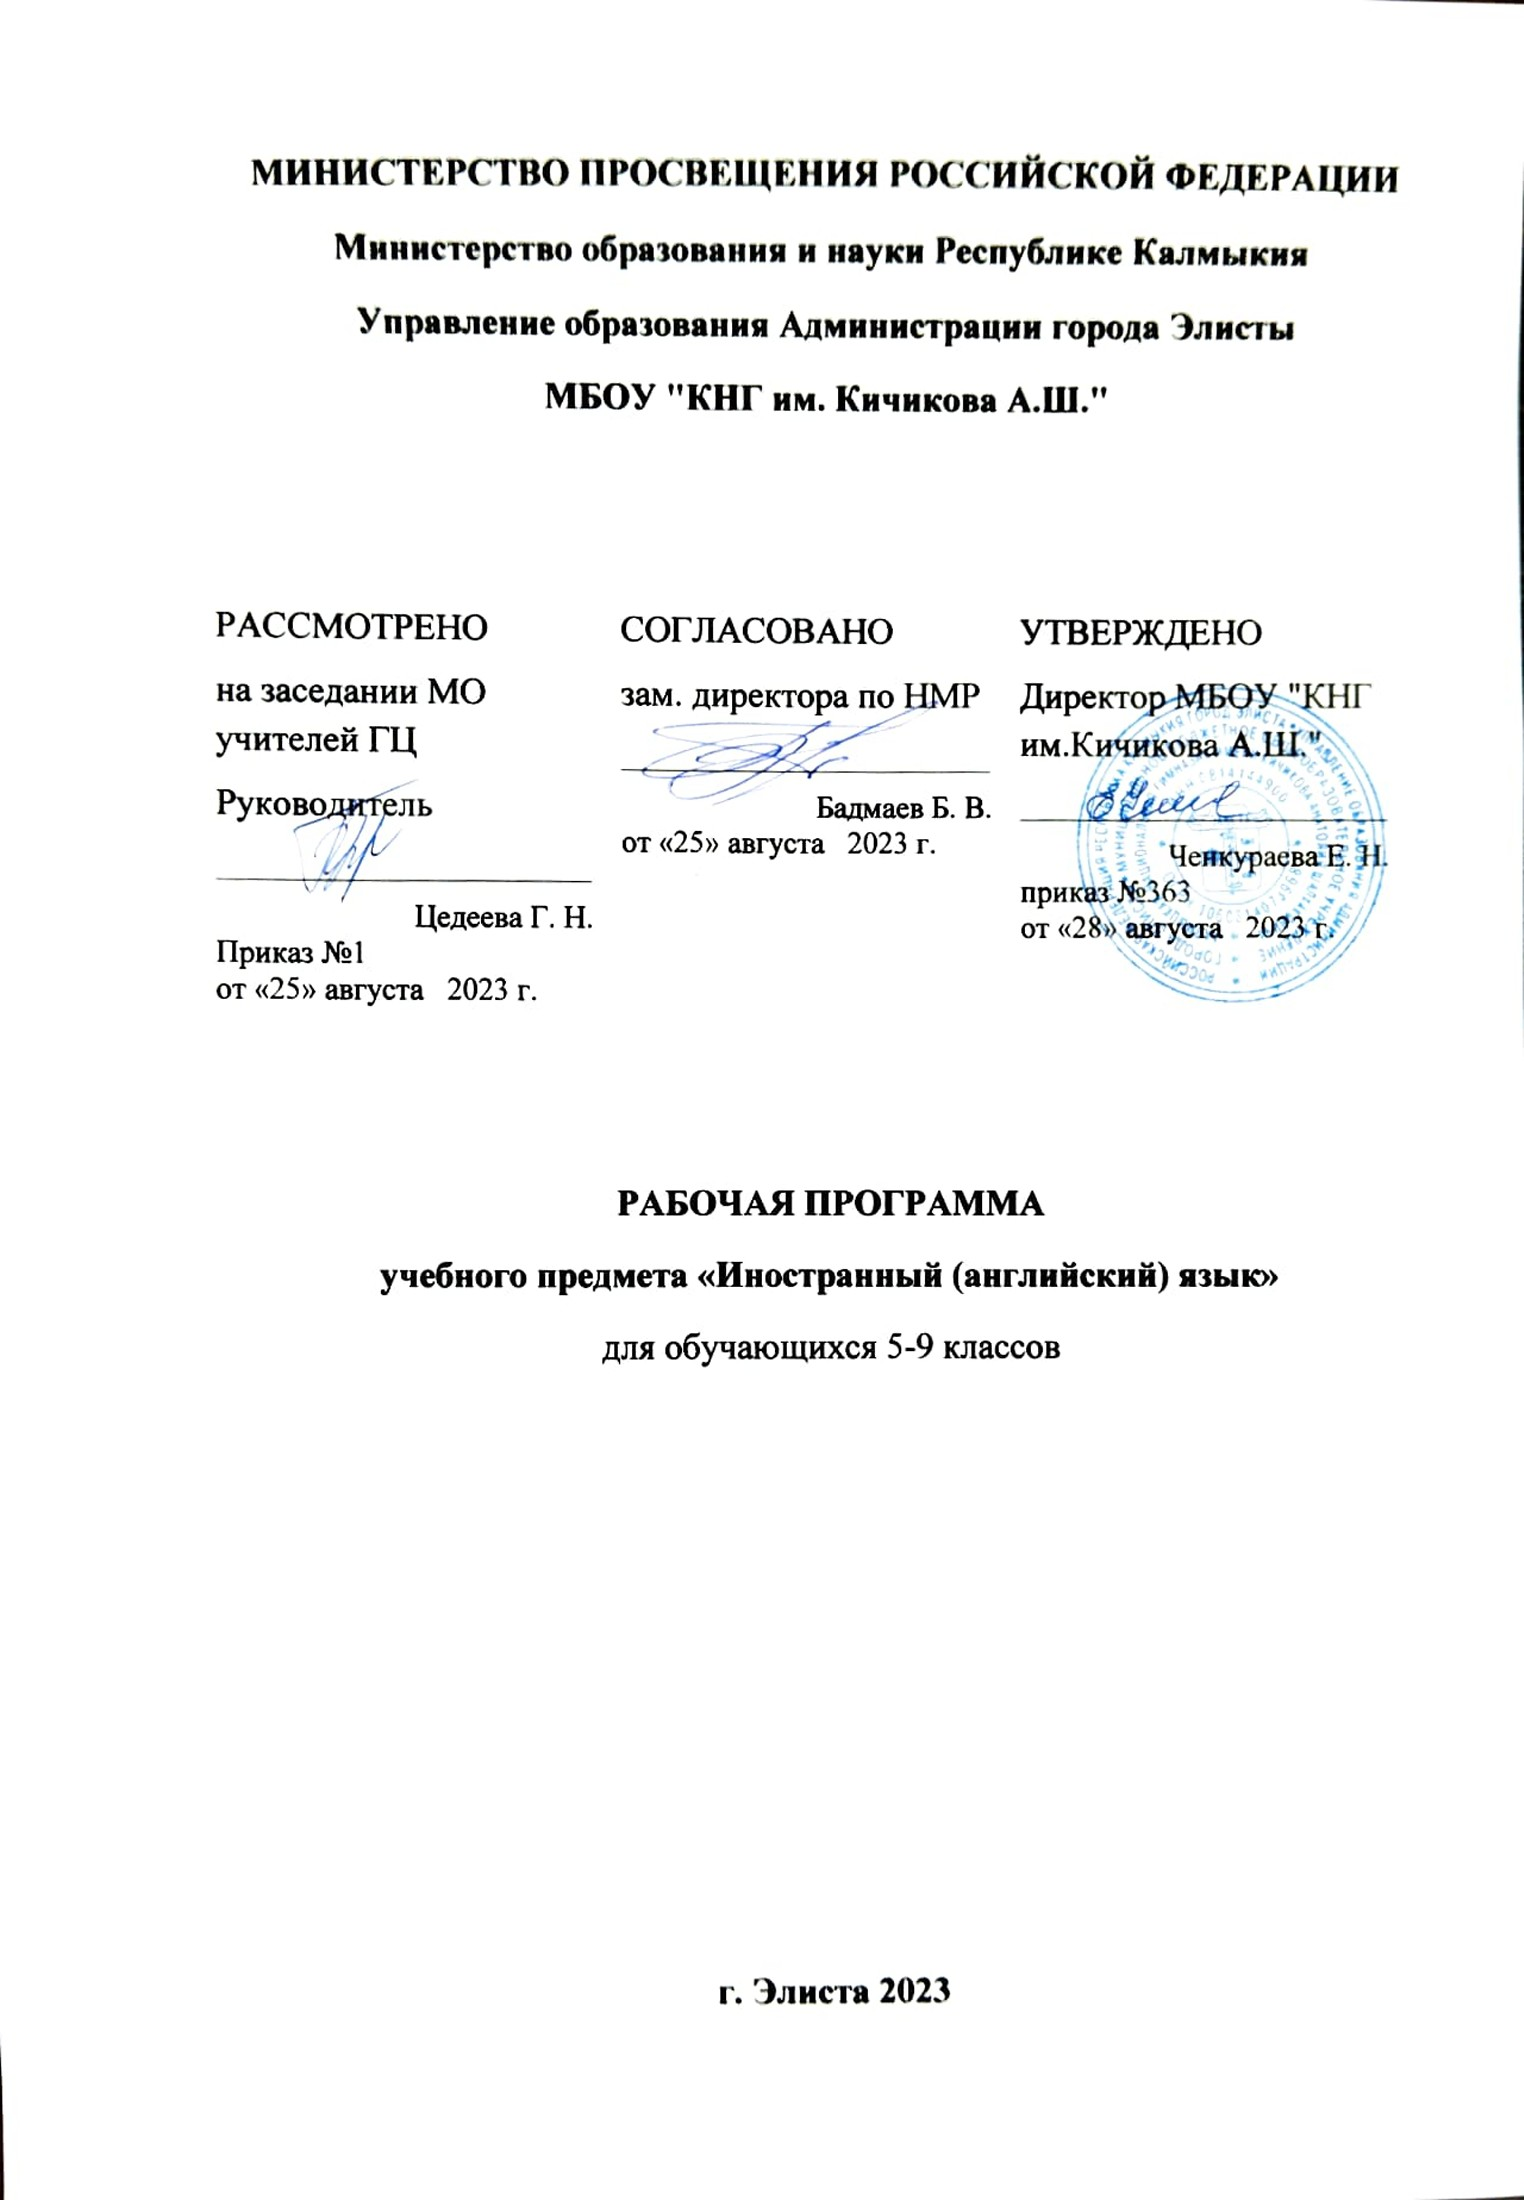 МИНИСТЕРСТВО ПРОСВЕЩЕНИЯ РОССИЙСКОЙ ФЕДЕРАЦИИ
Министерство образования и науки Республике Калмыкия
Управление образования Администрации города Элисты
МБОУ "КНГ им. Кичикова А.Ш."
РАССМОТРЕНО
на заседании МО
учителей ГЦ
Руководитель
Цедеева Г. Н.
Приказ №1
от «25» августа 2023 г.
СОГЛАСОВАНО
зам. директора по НМР
Бадмаев Б. В.
от «25» августа 2023 г.
УТВЕРЖДЕНО
Директор МБОУ "КНГ
им.Кичикова А.Ш."
Ченкураева Е. Н.
приказ №363
от «28» августа 2023 г.
РАБОЧАЯ ПРОГРАММА
учебного предмета «Иностранный (английский) язык»
для обучающихся 5-9 классов
г. Элиста 2023